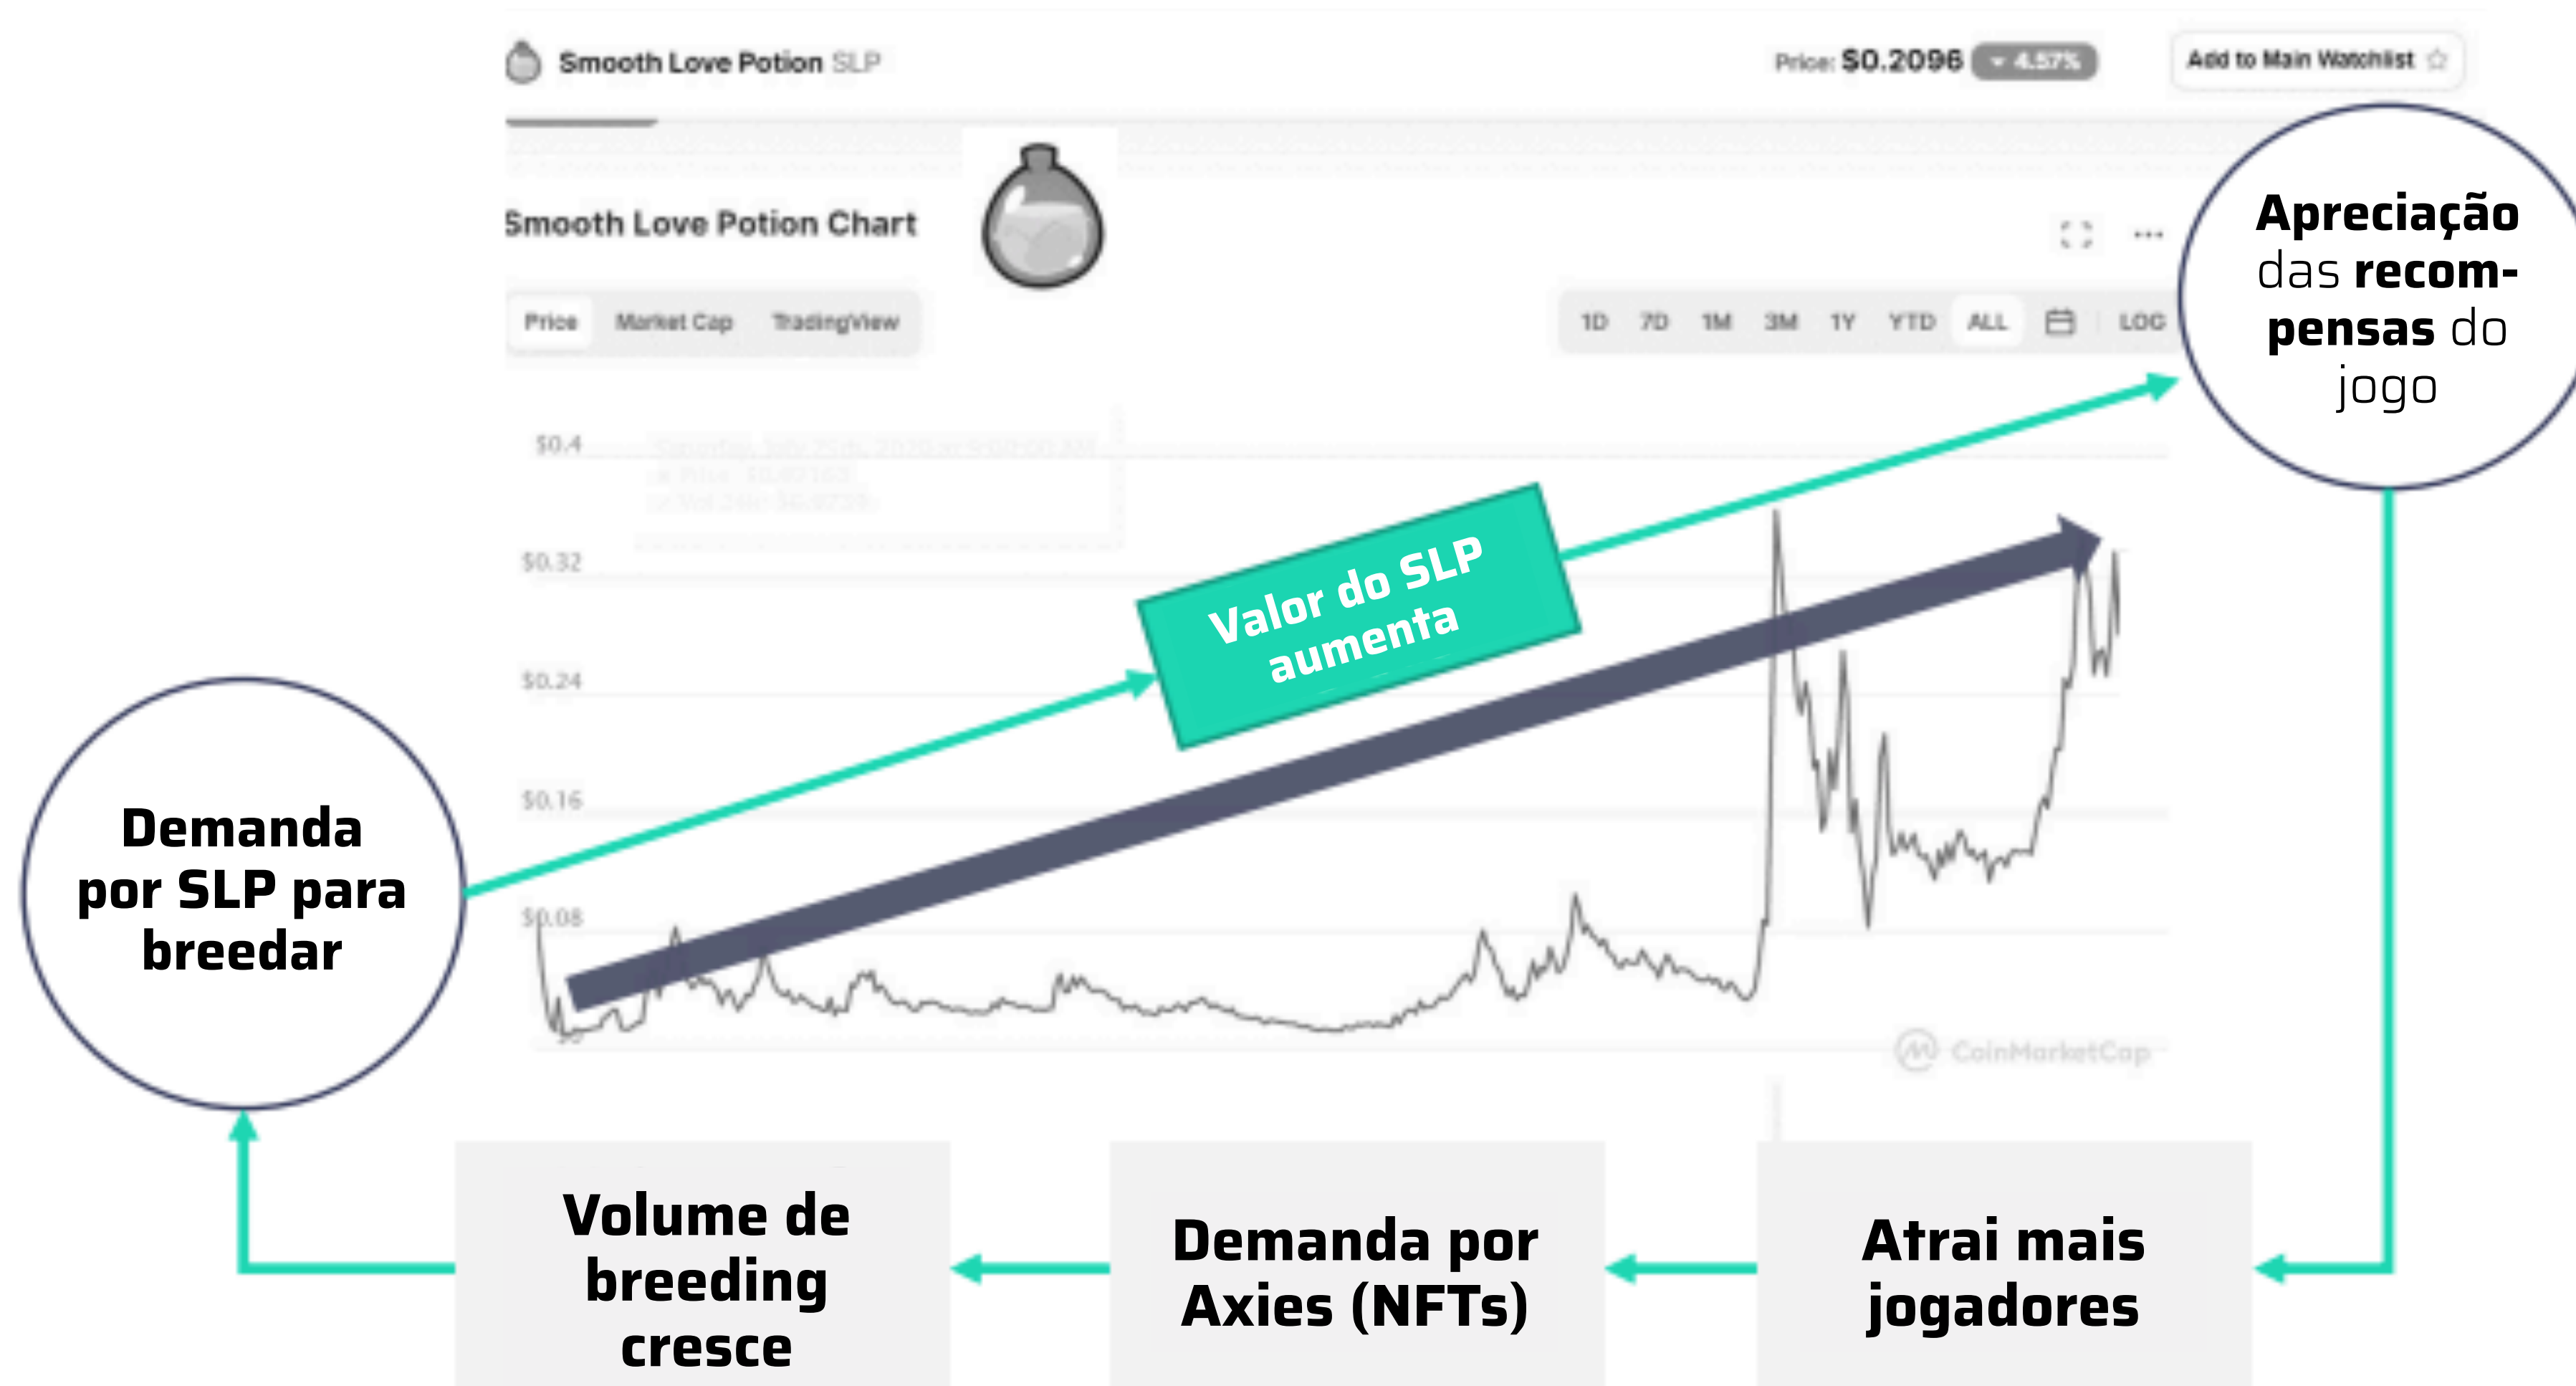 Smooth Love Potion SLP
Price: $0.2096 4.57%
Add to Main Watchlist
Smooth Love Potion Chart
Price Market Cap TradingView
1D 7D 1M 3M 1Y YTD ALL LOG
Apreciação
das recom-
pensas do
jogo
$0.4
$0.32
$0.24
$0.16
$0.08
$0
Valor do SLP
aumenta
Demanda
por SLP para
breedar
CoinMarketCap
Volume de
breeding
cresce
Demanda por
Axies (NFTs)
Atrai mais
jogadores